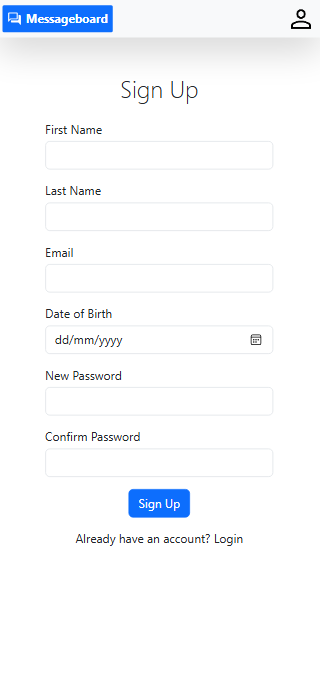 Messageboard
Sign Up
First Name
Last Name
Email
Date of Birth
dd/mm/yyyy
New Password
Confirm Password
Sign Up
Already have an account? Login